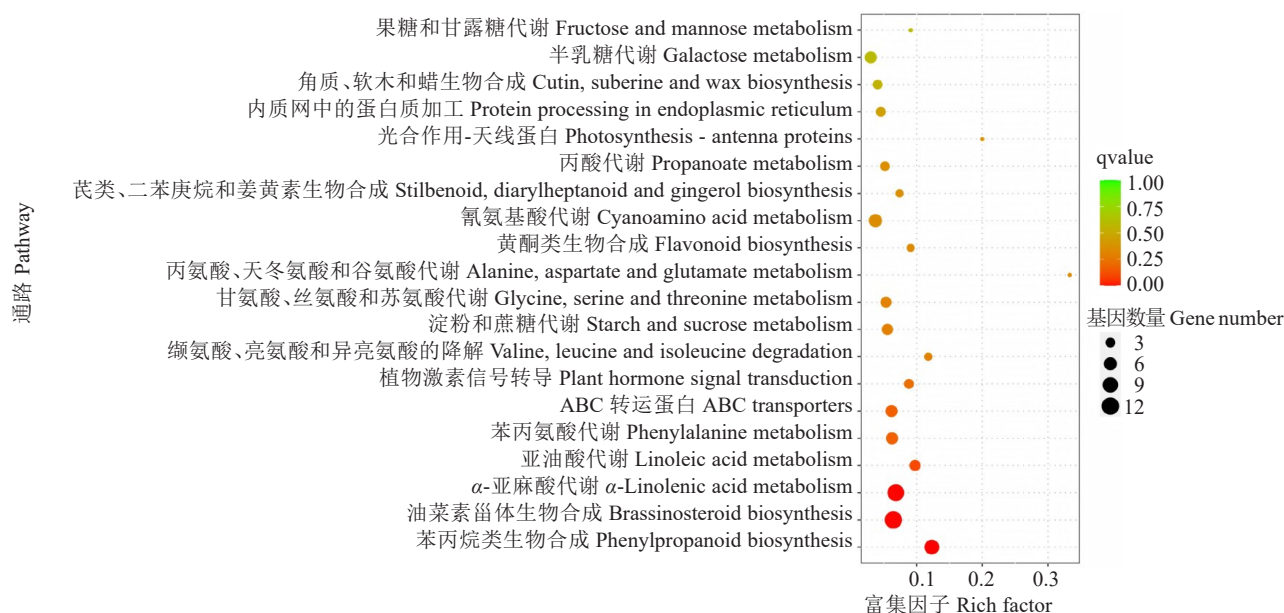 果糖和甘露糖代谢 Fructose and mannose metabolism
半乳糖代谢 Galactose metabolism
角质、软木和蜡生物合成 Cutin, suberine and wax biosynthesis
内质网中的蛋白质加工 Protein processing in endoplasmic reticulum
光合作用-天线蛋白 Photosynthesis - antenna proteins
丙酸代谢 Propanoate metabolism
芪类、二苯庚烷和姜黄素生物合成 Stilbenoid, diarylheptanoid and gingerol biosynthesis
氰氨基酸代谢 Cyanoamino acid metabolism
黄酮类生物合成 Flavonoid biosynthesis
丙氨酸、天冬氨酸和谷氨酸代谢 Alanine, aspartate and glutamate metabolism
甘氨酸、丝氨酸和苏氨酸代谢 Glycine, serine and threonine metabolism
淀粉和蔗糖代谢 Starch and sucrose metabolism
缬氨酸、亮氨酸和异亮氨酸的降解 Valine, leucine and isoleucine degradation
植物激素信号转导 Plant hormone signal transduction
ABC 转运蛋白 ABC transporters
苯丙氨酸代谢 Phenylalanine metabolism
亚油酸代谢 Linoleic acid metabolism
α-亚麻酸代谢 α-Linolenic acid metabolism
油菜素甾体生物合成 Brassinosteroid biosynthesis
苯丙烷类生物合成 Phenylpropanoid biosynthesis
通路 Pathway
0.1 0.2 0.3
富集因子 Rich factor
qvalue
1.00
0.75
0.50
0.25
0.00
基因数量 Gene number
3
6
9
12